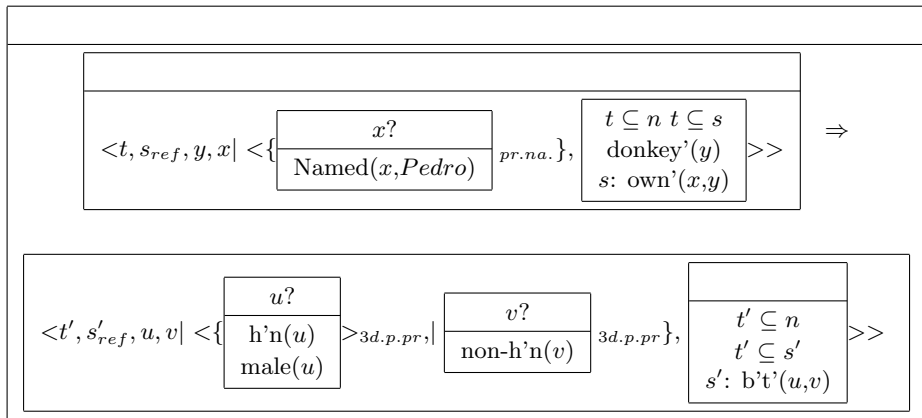 x?
t ⊆ n t ⊆ s
<t, s_ref, y, x| <{ Named(x,Pedro) pr.na.}, donkey’(y) >> ⇒
s: own’(x,y)
u? v?
<t′, s′_ref, u, v| <{ h’n(u) >3d.p.pr,| non-h’n(v) 3d.p.pr}, t′ ⊆ n >>
male(u) t′ ⊆ s′
s′: b’t’(u,v)